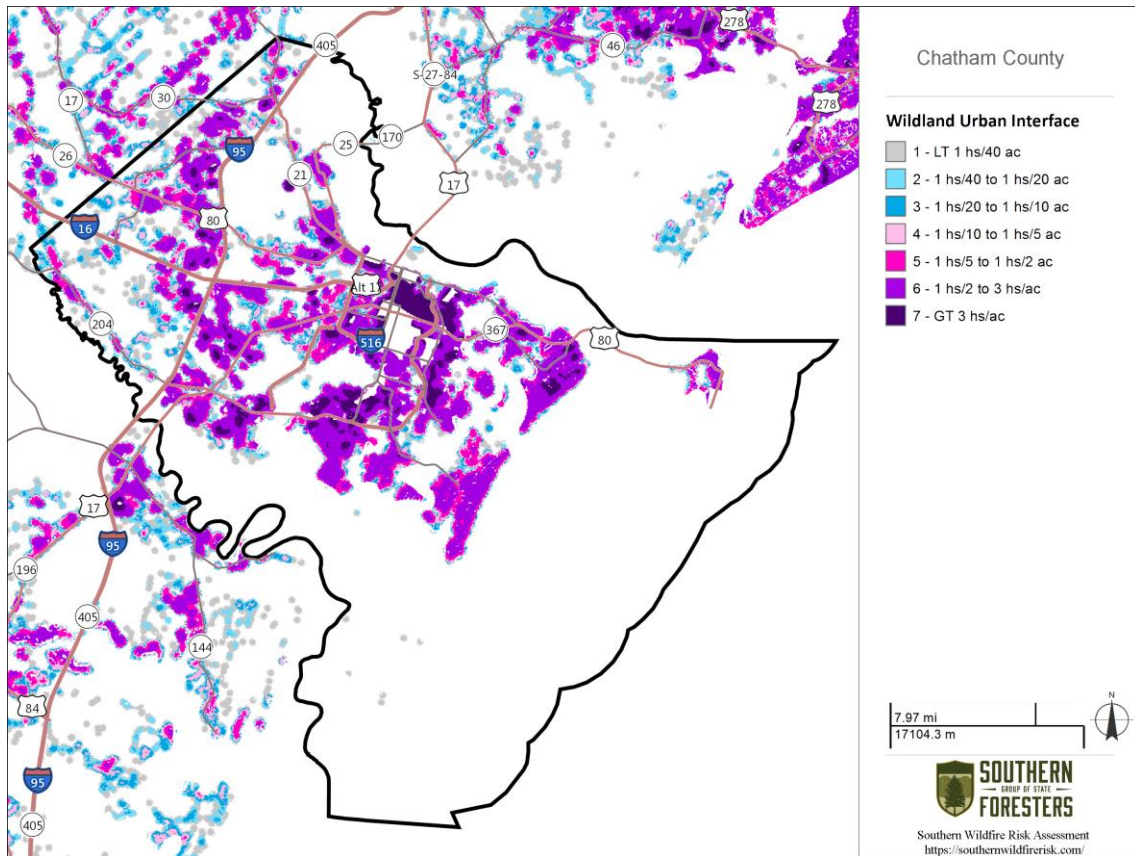 405
278
46
S-27-84
17
30
278
26
95
25
170
21
17
80
16
Alt 17
204
367
80
516
17
95
196
405
144
84
95
405
Chatham County
Wildland Urban Interface
1 - LT 1 hs/40 ac
2 - 1 hs/40 to 1 hs/20 ac
3 - 1 hs/20 to 1 hs/10 ac
4 - 1 hs/10 to 1 hs/5 ac
5 - 1 hs/5 to 1 hs/2 ac
6 - 1 hs/2 to 3 hs/ac
7 - GT 3 hs/ac
N
7.97 mi
17104.3 m
SOUTHERN
GROUP OF STATE
FORESTERS
Southern Wildfire Risk Assessment
https://southernwildfirerisk.com/